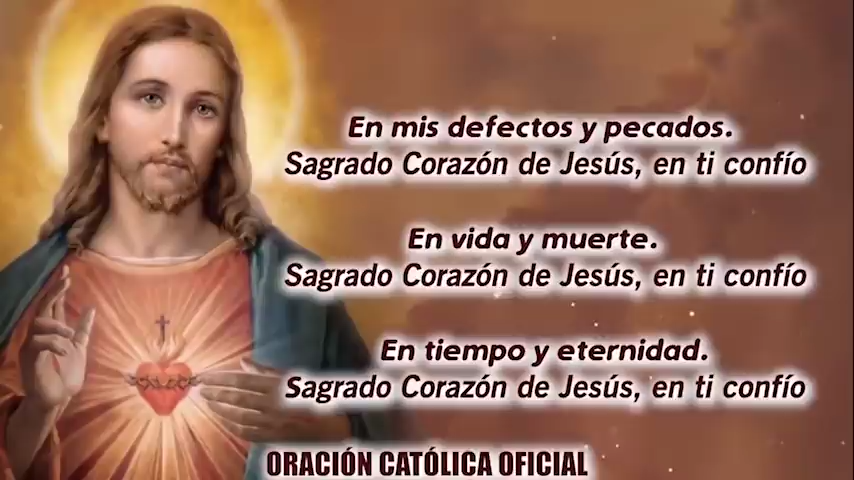 En mis defectos y pecados.
Sagrado Corazón de Jesús, en ti confío
En vida y muerte.
Sagrado Corazón de Jesús, en ti confío
En tiempo y eternidad.
Sagrado Corazón de Jesús, en ti confío
ORACIÓN CATÓLICA OFICIAL